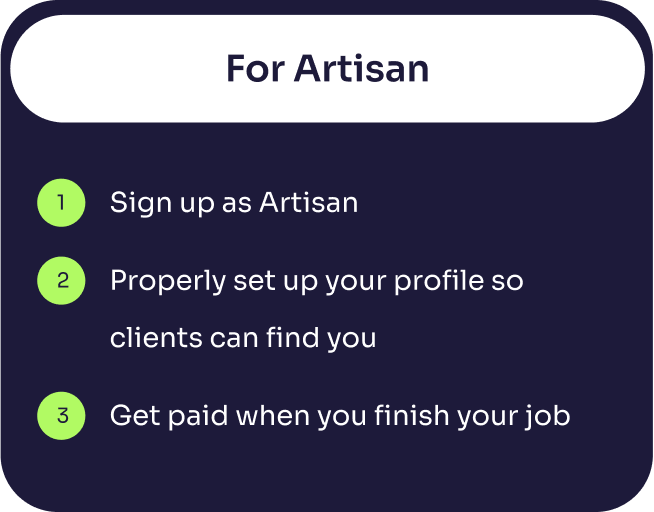 For Artisan
1 Sign up as Artisan
2 Properly set up your profile so
clients can find you
3 Get paid when you finish your job